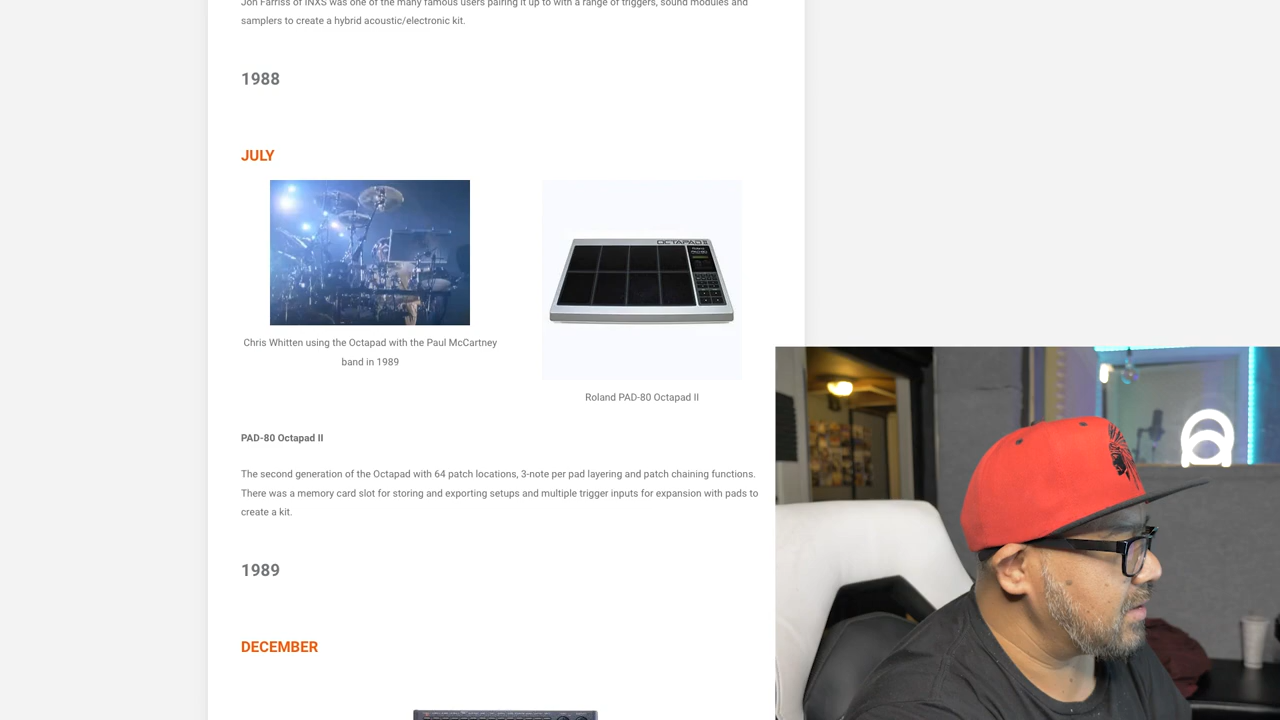 Jon Farriss of INXS was one of the many famous users pairing it up to with a range of triggers, sound modules and
samplers to create a hybrid acoustic/electronic kit.
1988
JULY
OCTAPAD II
Chris Whitten using the Octapad with the Paul McCartney
band in 1989
Roland PAD-80 Octapad II
PAD-80 Octapad II
The second generation of the Octapad with 64 patch locations, 3-note per pad layering and patch chaining functions.
There was a memory card slot for storing and exporting setups and multiple trigger inputs for expansion with pads to
create a kit.
1989
DECEMBER